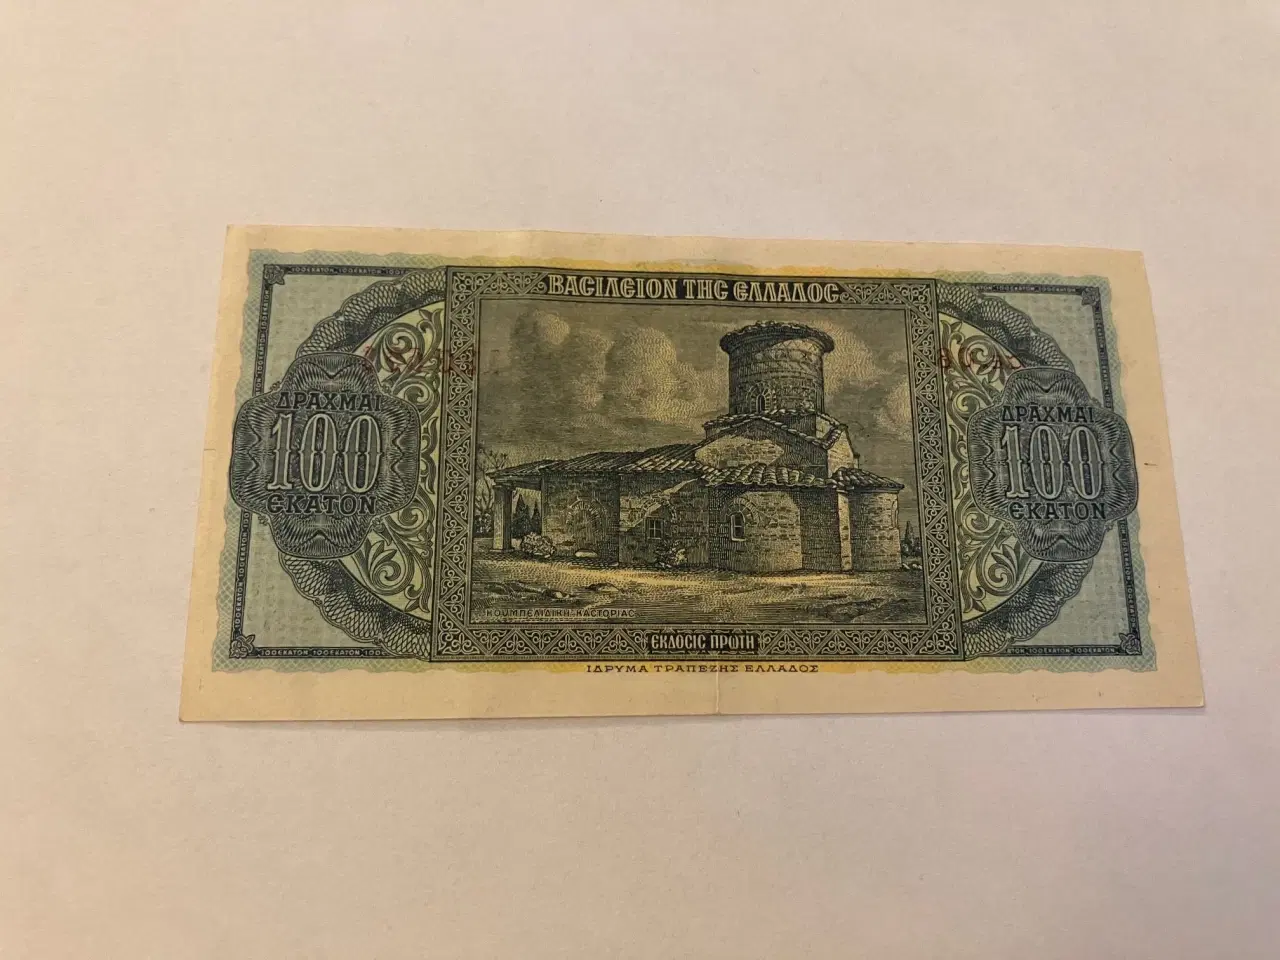 ΒΑϹΙΛΕΙΟΝ ΤΗϹ ΕΛΛΑΔΟϹ
ΔΡΑΧΜΑΙ
100
ΕΚΑΤΟΝ
ΔΡΑΧΜΑΙ
100
ΕΚΑΤΟΝ
ΚΟΥΜΠΕΛΙΔΙΚΗ-ΚΑΣΤΟΡΙΑΣ
ΕΚΔΟϹΙϹ ΠΡΩΤΗ
ΙΔΡΥΜΑ ΤΡΑΠΕΖΗΣ ΕΛΛΑΔΟΣ